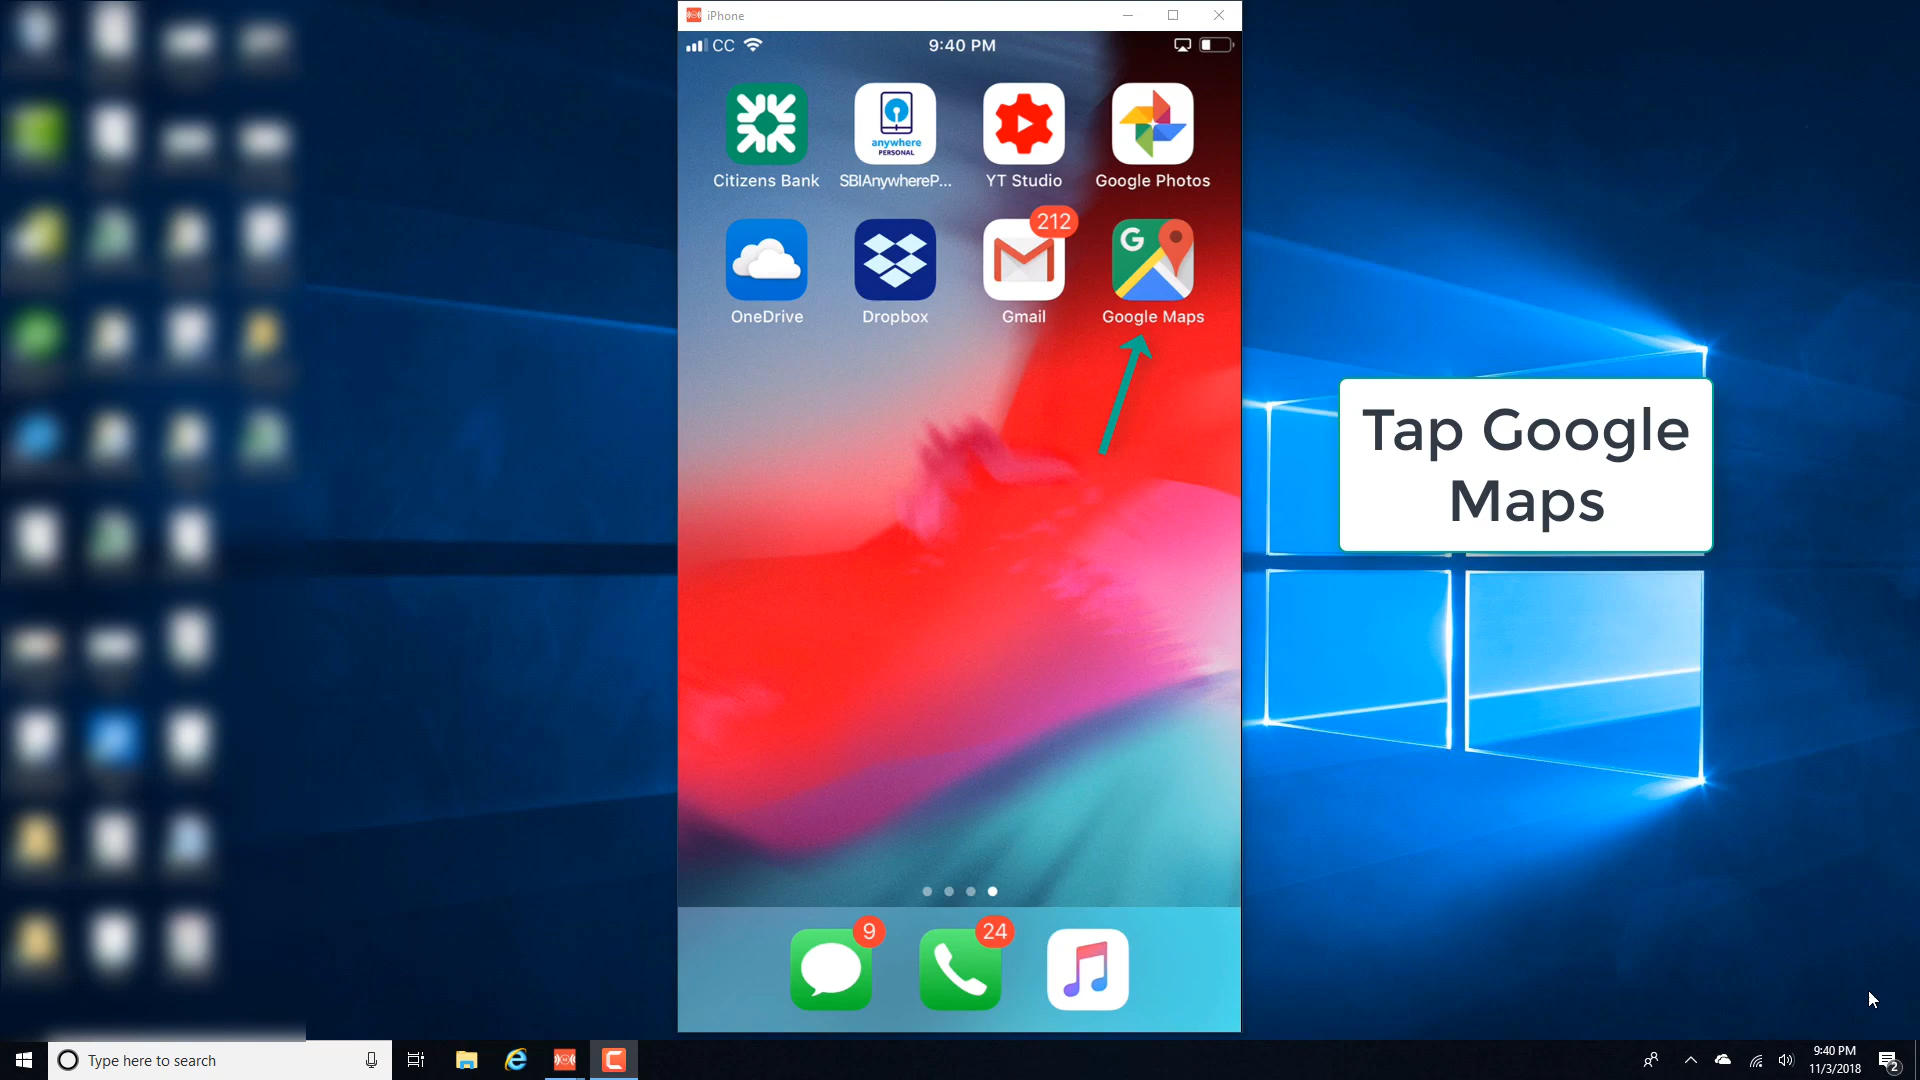 iPhone
CC
9:40 PM
anywhere
PERSONAL
Citizens Bank
SBIAnywhereP...
YT Studio
Google Photos
212
G
OneDrive
Dropbox
Gmail
Google Maps
Tap Google
Maps
9
24
Type here to search
9:40 PM
11/3/2018
2